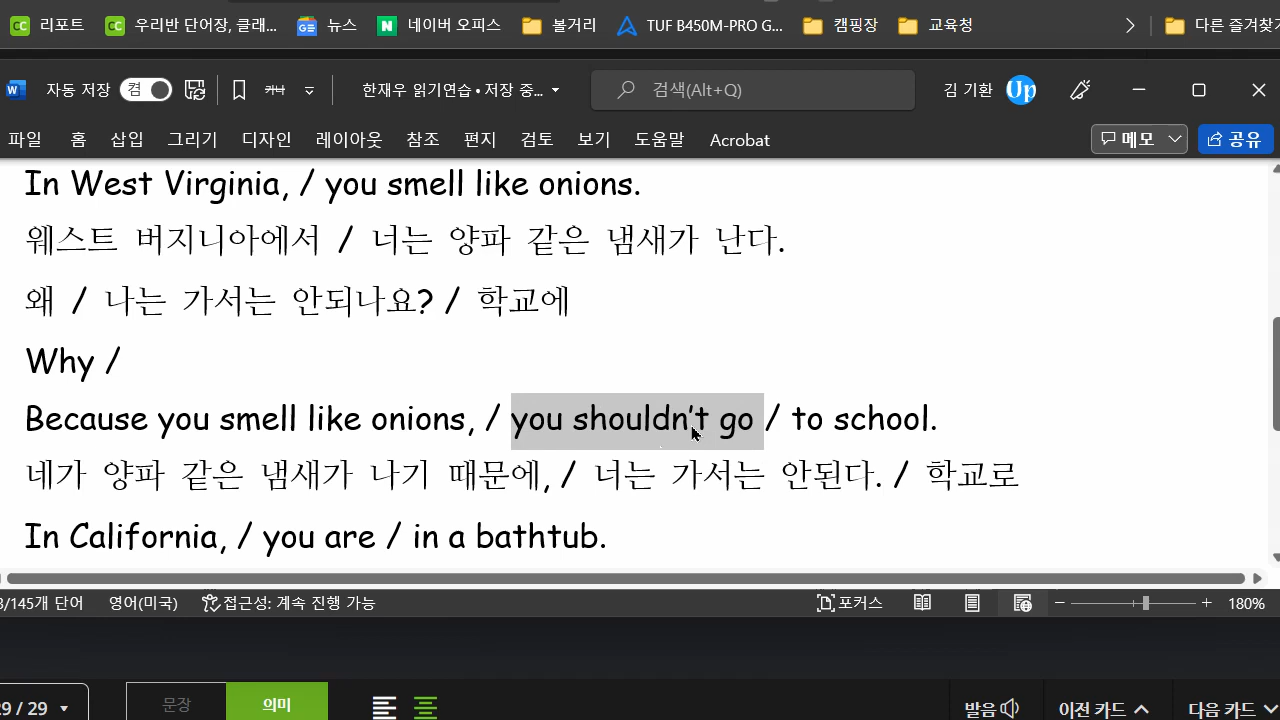 리포트 우리반 단어장, 클래... 뉴스 네이버 오피스 볼거리 TUF B450M-PRO G... 캠핑장 교육청 다른 즐겨찾
자동 저장 켬 가나 한재우 읽기연습 • 저장 중... 검색(Alt+Q) 김 기환 Up
파일 홈 삽입 그리기 디자인 레이아웃 참조 편지 검토 보기 도움말 Acrobat 메모 공유
In West Virginia, / you smell like onions.
웨스트 버지니아에서 / 너는 양파 같은 냄새가 난다.
왜 / 나는 가서는 안되나요? / 학교에
Why /
Because you smell like onions, / you shouldn't go / to school.
네가 양파 같은 냄새가 나기 때문에, / 너는 가서는 안된다. / 학교로
In California, / you are / in a bathtub.
3/145개 단어 영어(미국) 접근성: 계속 진행 가능 포커스 180%
29 / 29 문장 의미 발음 이전 카드 다음 카드